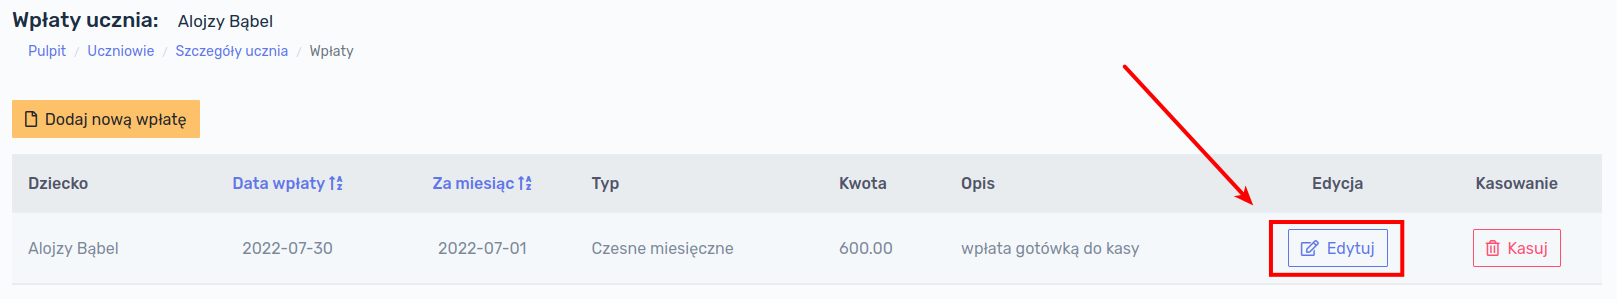 Wpłaty ucznia: Alojzy Bąbel
Pulpit / Uczniowie / Szczegóły ucznia / Wpłaty
Dodaj nową wpłatę
Dziecko Data wpłaty Za miesiąc Typ Kwota Opis Edycja Kasowanie
Alojzy Bąbel 2022-07-30 2022-07-01 Czesne miesięczne 600.00 wpłata gotówką do kasy Edytuj Kasuj